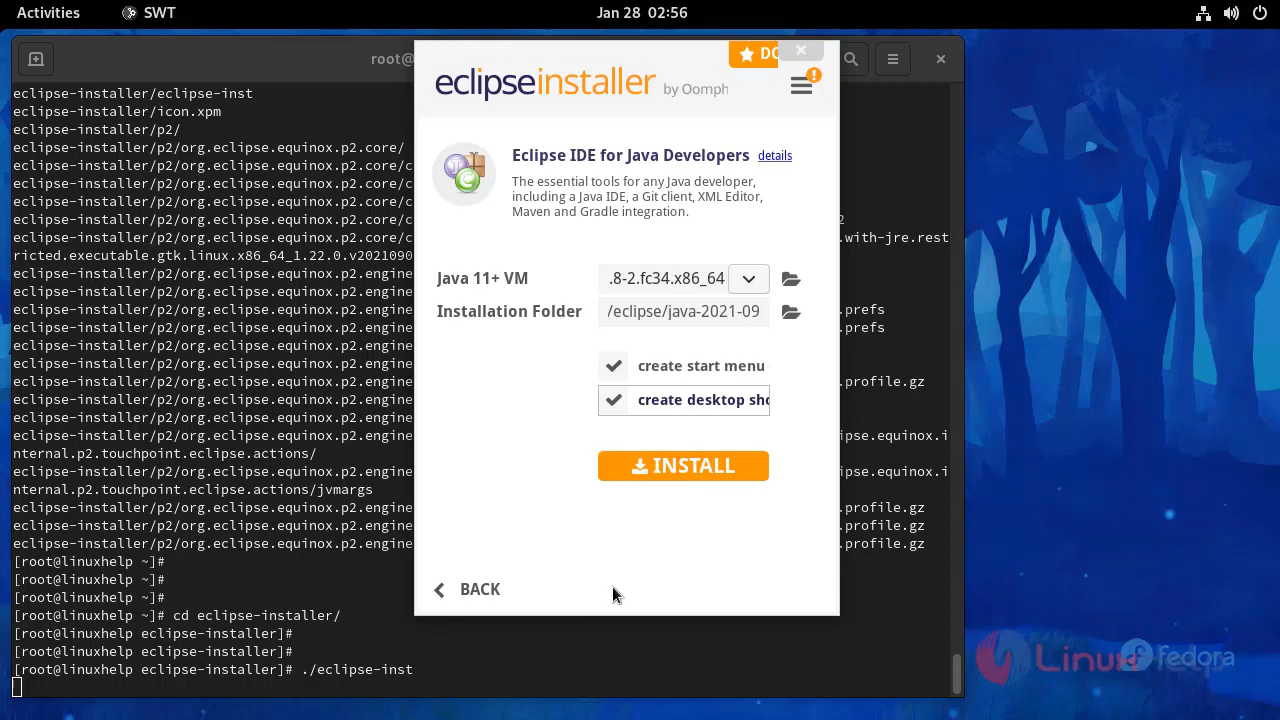 Activities
SWT
Jan 28 02:56
root@
DO
eclipseinstaller by Oomph
Eclipse IDE for Java Developers details
The essential tools for any Java developer,
including a Java IDE, a Git client, XML Editor,
Maven and Gradle integration.
Java 11+ VM
.8-2.fc34.x86_64
Installation Folder
/eclipse/java-2021-09
create start menu
create desktop sho
INSTALL
BACK
eclipse-installer/eclipse-inst
eclipse-installer/icon.xpm
eclipse-installer/p2/
eclipse-installer/p2/org.eclipse.equinox.p2.core/
eclipse-installer/p2/org.eclipse.equinox.p2.core/c
eclipse-installer/p2/org.eclipse.equinox.p2.core/c
eclipse-installer/p2/org.eclipse.equinox.p2.core/c
eclipse-installer/p2/org.eclipse.equinox.p2.core/c 2
eclipse-installer/p2/org.eclipse.equinox.p2.core/c .with-jre.rest
ricted.executable.gtk.linux.x86_64_1.22.0.v2021090
eclipse-installer/p2/org.eclipse.equinox.p2.engine
eclipse-installer/p2/org.eclipse.equinox.p2.engine
eclipse-installer/p2/org.eclipse.equinox.p2.engine .prefs
eclipse-installer/p2/org.eclipse.equinox.p2.engine .prefs
eclipse-installer/p2/org.eclipse.equinox.p2.engine
eclipse-installer/p2/org.eclipse.equinox.p2.engine
eclipse-installer/p2/org.eclipse.equinox.p2.engine .profile.gz
eclipse-installer/p2/org.eclipse.equinox.p2.engine
eclipse-installer/p2/org.eclipse.equinox.p2.engine
eclipse-installer/p2/org.eclipse.equinox.p2.engine ipse.equinox.i
nternal.p2.touchpoint.eclipse.actions/
eclipse-installer/p2/org.eclipse.equinox.p2.engine ipse.equinox.i
nternal.p2.touchpoint.eclipse.actions/jvmargs
eclipse-installer/p2/org.eclipse.equinox.p2.engine .profile.gz
eclipse-installer/p2/org.eclipse.equinox.p2.engine .profile.gz
eclipse-installer/p2/org.eclipse.equinox.p2.engine .profile.gz
[root@linuxhelp ~]#
[root@linuxhelp ~]#
[root@linuxhelp ~]#
[root@linuxhelp ~]# cd eclipse-installer/
[root@linuxhelp eclipse-installer]#
[root@linuxhelp eclipse-installer]#
[root@linuxhelp eclipse-installer]# ./eclipse-inst
Linux
fedora